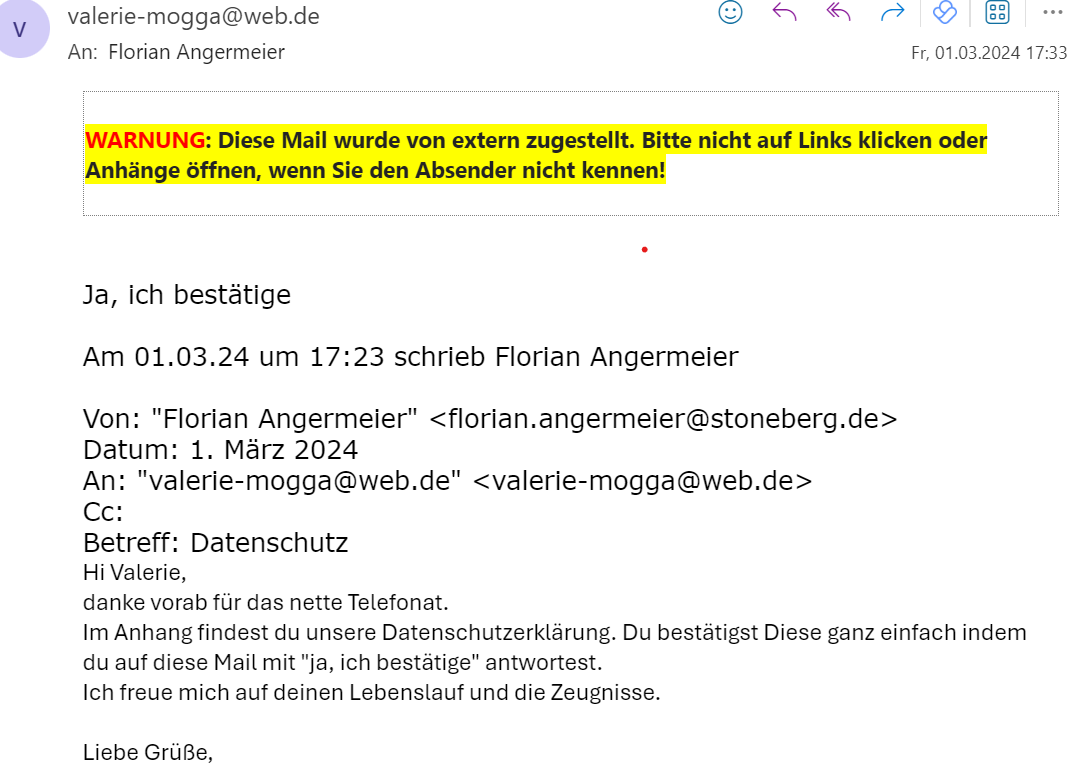 V
valerie-mogga@web.de
An: Florian Angermeier
Fr, 01.03.2024 17:33
WARNUNG: Diese Mail wurde von extern zugestellt. Bitte nicht auf Links klicken oder
Anhänge öffnen, wenn Sie den Absender nicht kennen!
Ja, ich bestätige
Am 01.03.24 um 17:23 schrieb Florian Angermeier
Von: "Florian Angermeier" <florian.angermeier@stoneberg.de>
Datum: 1. März 2024
An: "valerie-mogga@web.de" <valerie-mogga@web.de>
Cc:
Betreff: Datenschutz
Hi Valerie,
danke vorab für das nette Telefonat.
Im Anhang findest du unsere Datenschutzerklärung. Du bestätigst Diese ganz einfach indem
du auf diese Mail mit "ja, ich bestätige" antwortest.
Ich freue mich auf deinen Lebenslauf und die Zeugnisse.
Liebe Grüße,